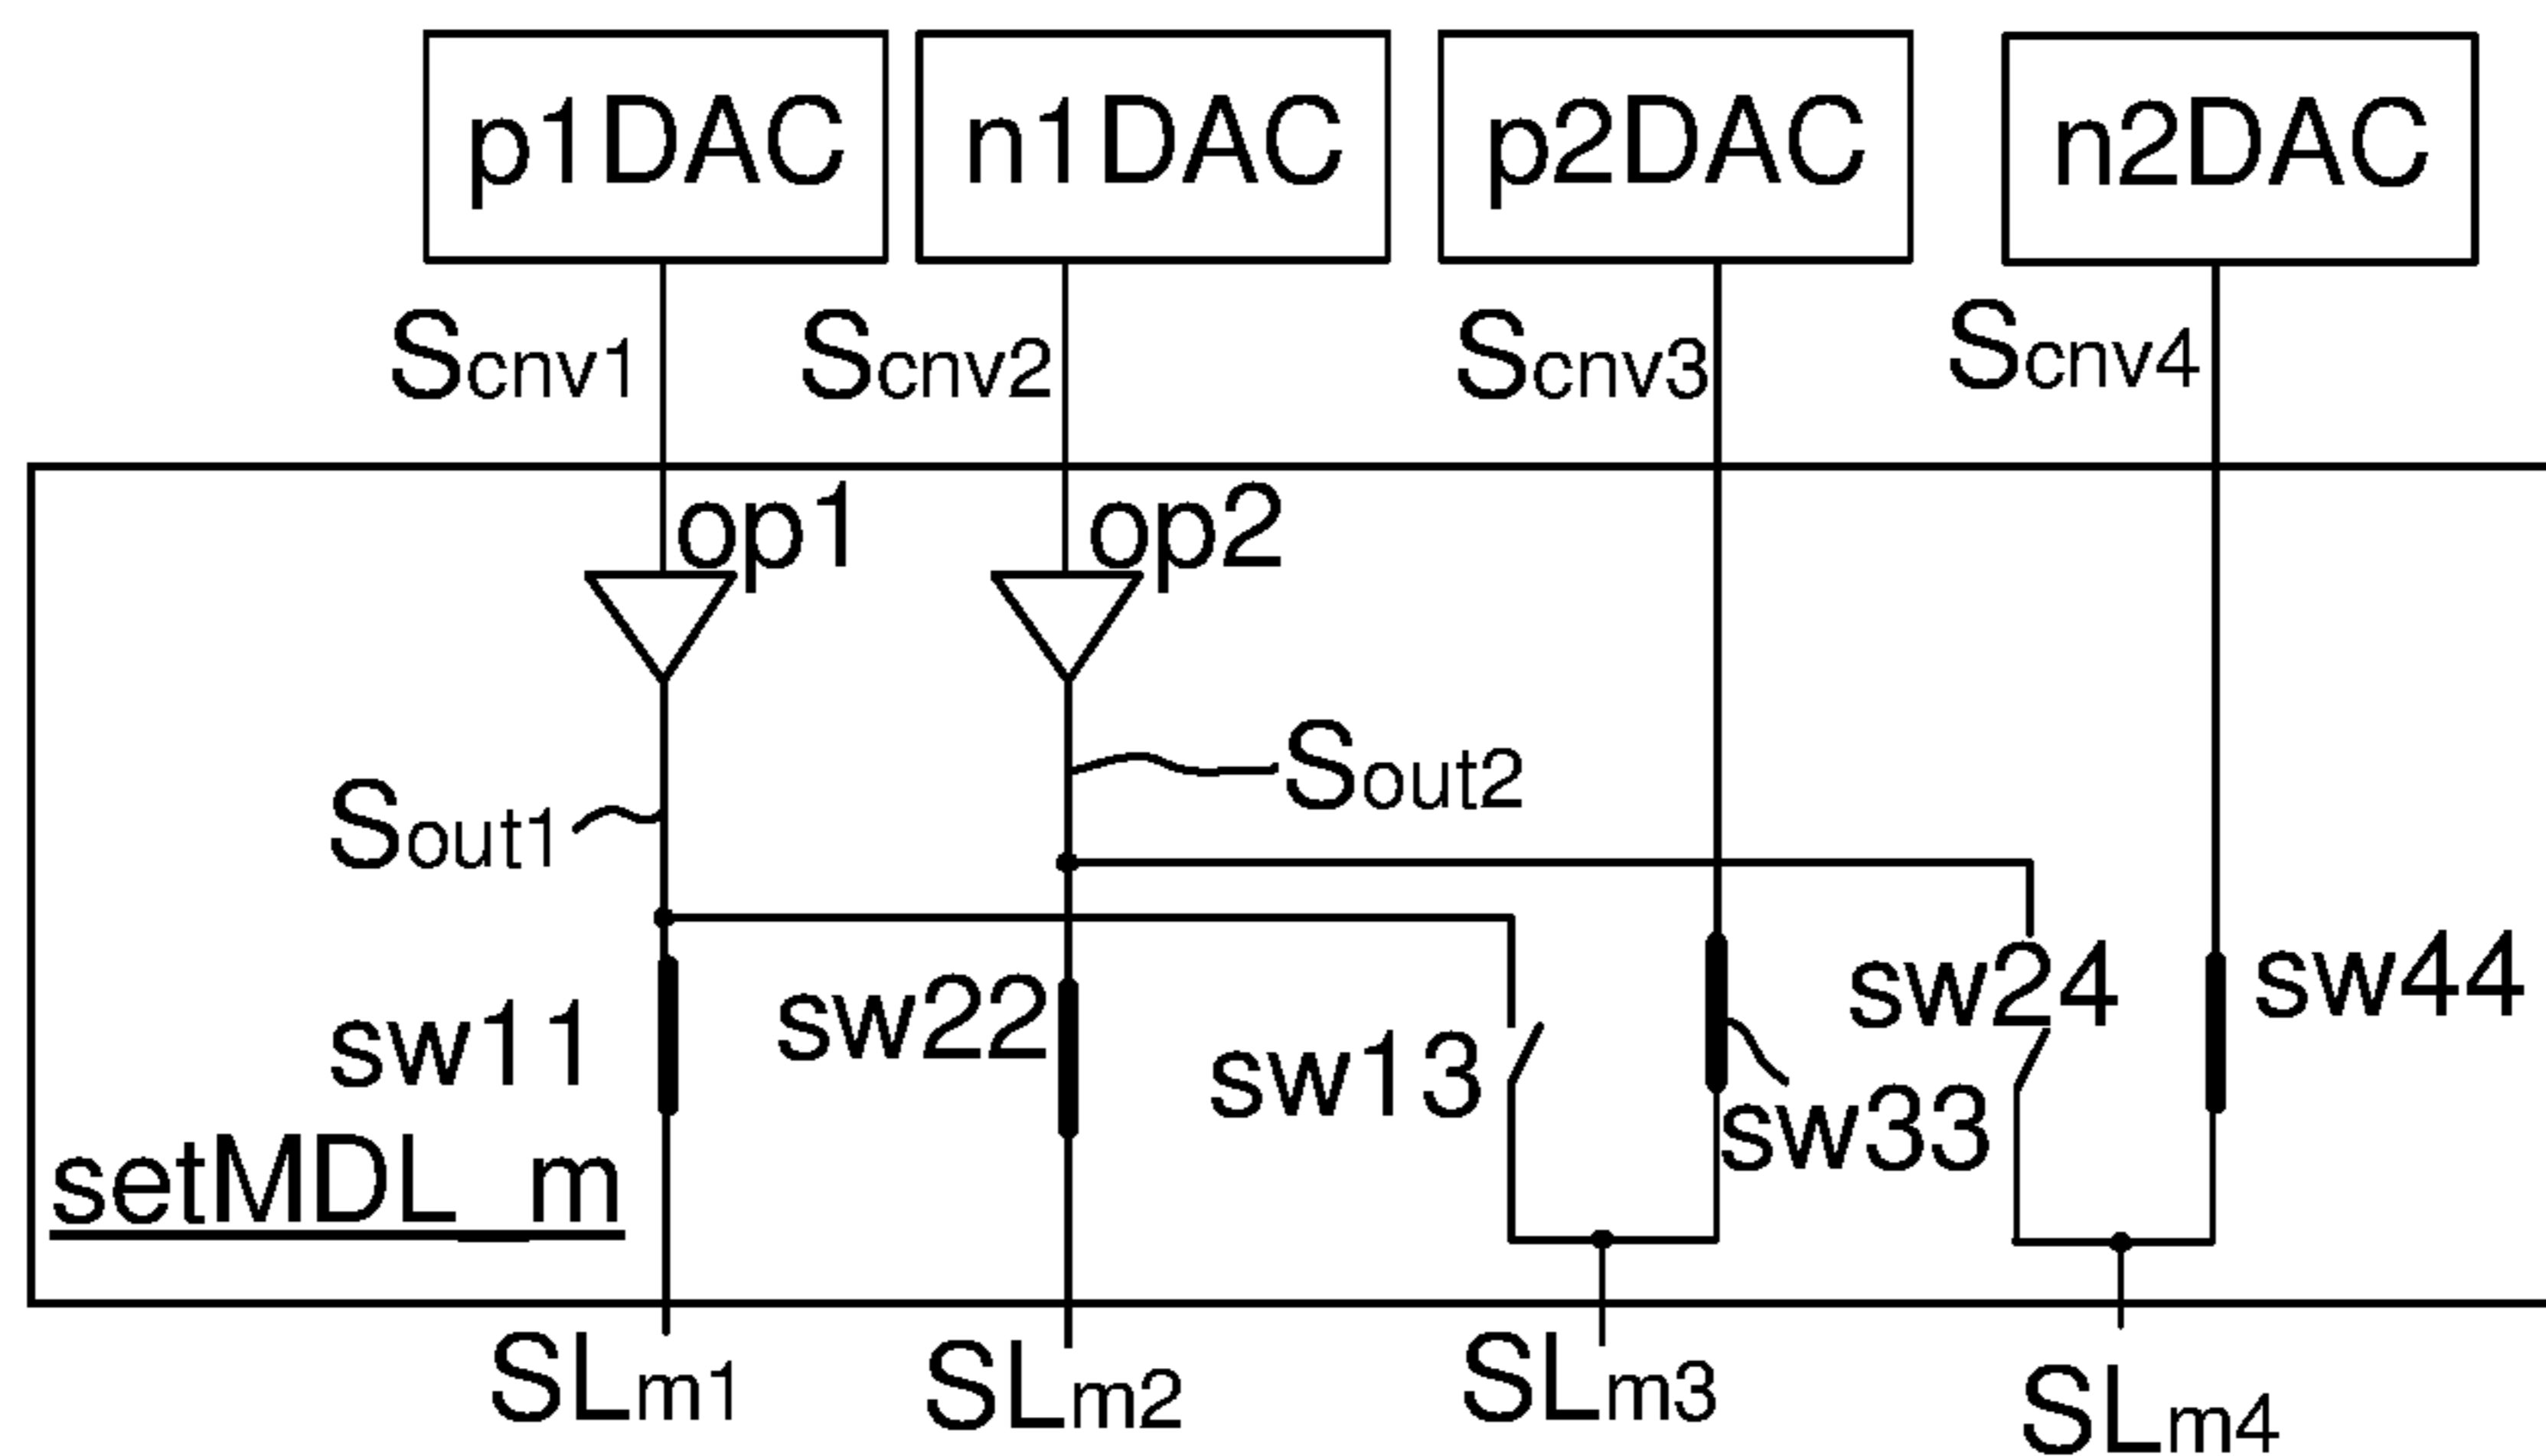 p1DAC n1DAC p2DAC n2DAC
Scnv1 Scnv2 Scnv3 Scnv4
op1 op2
Sout2
Sout1
sw11 sw22 sw13 sw33 sw24 sw44
setMDL_m
SLm1 SLm2 SLm3 SLm4